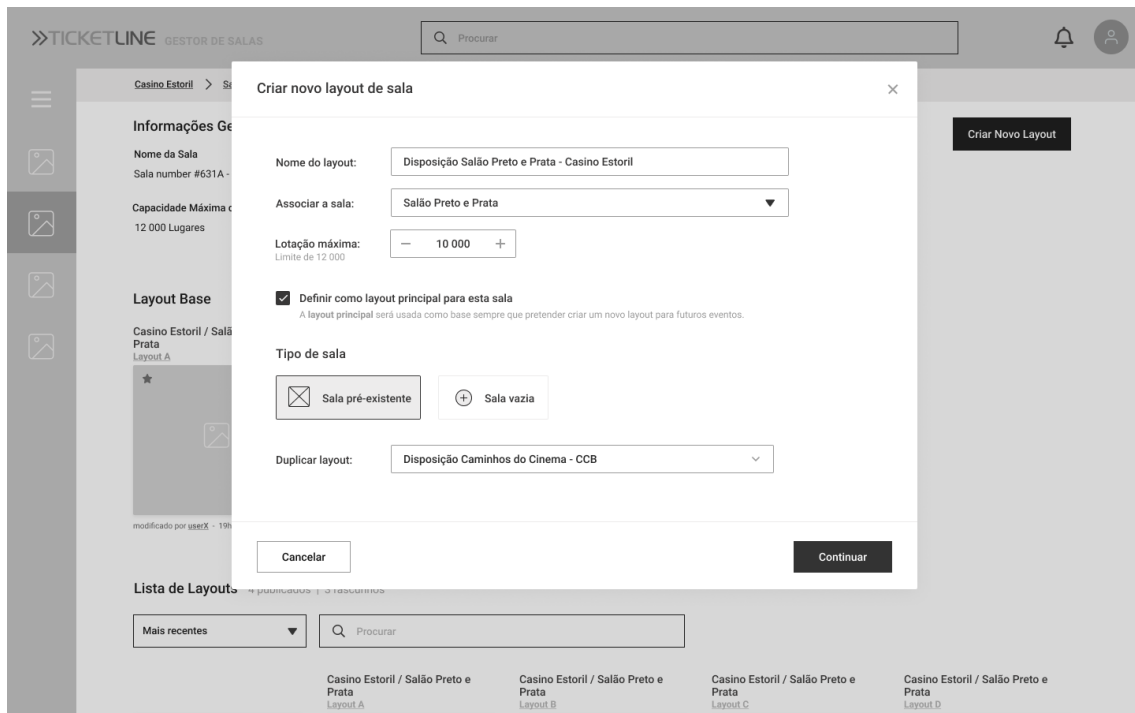 TICKETLINE GESTOR DE SALAS
Procurar
Casino Estoril
Criar novo layout de sala
Informações Ge
Criar Novo Layout
Nome da Sala
Sala number #631A -
Capacidade Máxima
12 000 Lugares
Nome do layout: Disposição Salão Preto e Prata - Casino Estoril
Associar a sala: Salão Preto e Prata
Lotação máxima: 10 000
Limite de 12 000
Definir como layout principal para esta sala
A layout principal será usada como base sempre que pretender criar um novo layout para futuros eventos.
Layout Base
Casino Estoril / Salã
Prata
Layout A
Tipo de sala
Sala pré-existente
Sala vazia
Duplicar layout: Disposição Caminhos do Cinema - CCB
modificado por userX - 19h
Cancelar
Continuar
Lista de Layouts 4 publicados | 3 rascunhos
Mais recentes
Procurar
Casino Estoril / Salão Preto e
Prata
Layout A
Casino Estoril / Salão Preto e
Prata
Layout B
Casino Estoril / Salão Preto e
Prata
Layout C
Casino Estoril / Salão Preto e
Prata
Layout D